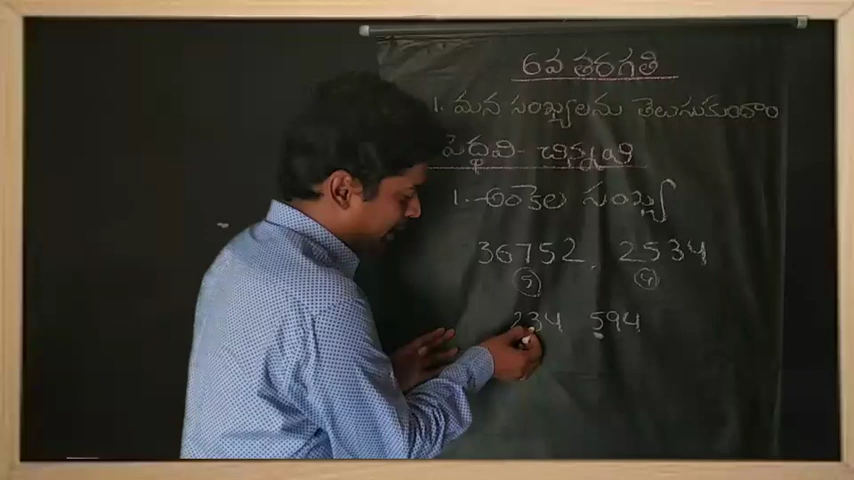 6వ తరగతి
1. మన సంఖ్యలను తెలుసుకుందాం
పెద్దవి - చిన్నవి
1. అంకెల సంఖ్య
36752, 2534
5 4
234 594